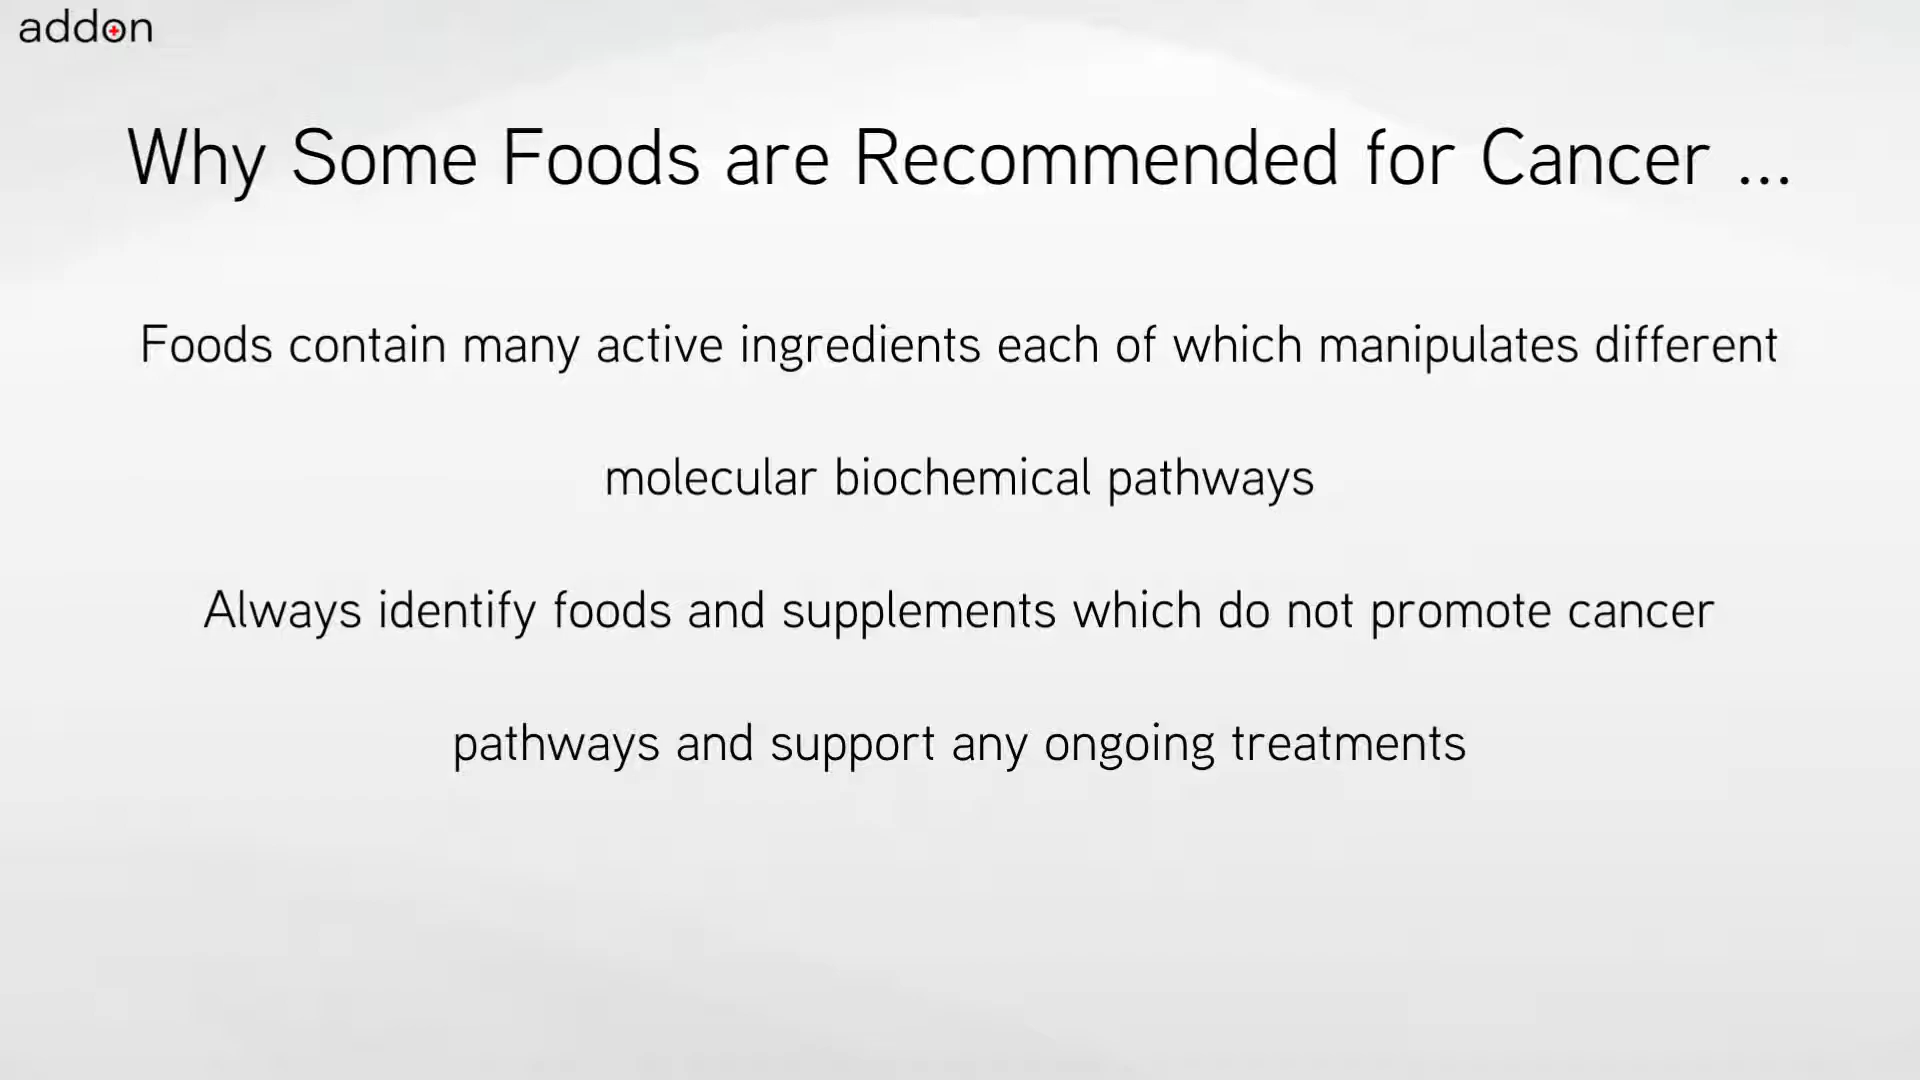 addon
Why Some Foods are Recommended for Cancer ...
Foods contain many active ingredients each of which manipulates different
molecular biochemical pathways
Always identify foods and supplements which do not promote cancer
pathways and support any ongoing treatments